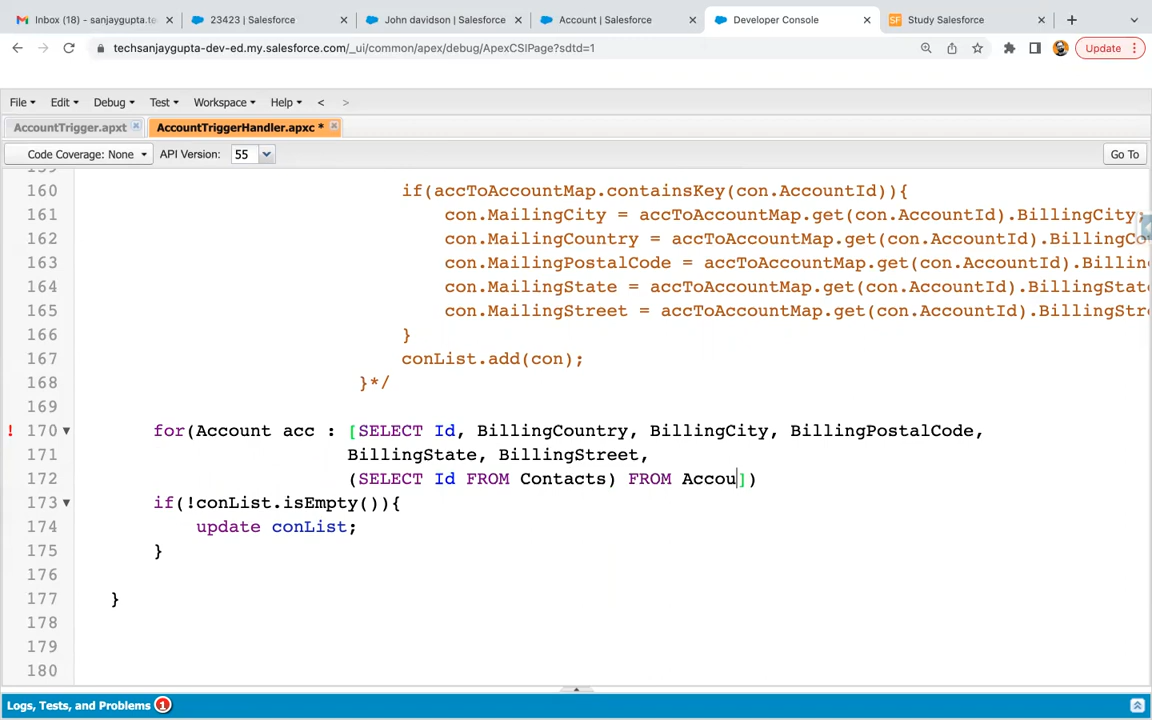 Inbox (18) - sanjaygupta.te
23423 | Salesforce
John davidson | Salesforce
Account | Salesforce
Developer Console
SF
Study Salesforce
techsanjaygupta-dev-ed.my.salesforce.com/_ui/common/apex/debug/ApexCSIPage?sdtd=1
Update
File Edit Debug Test Workspace Help < >
AccountTrigger.apxt
AccountTriggerHandler.apxc *
Code Coverage: None
API Version: 55
Go To
159
160 if(accToAccountMap.containsKey(con.AccountId)){
161 con.MailingCity = accToAccountMap.get(con.AccountId).BillingCity;
162 con.MailingCountry = accToAccountMap.get(con.AccountId).BillingCo
163 con.MailingPostalCode = accToAccountMap.get(con.AccountId).Billin
164 con.MailingState = accToAccountMap.get(con.AccountId).BillingStat
165 con.MailingStreet = accToAccountMap.get(con.AccountId).BillingStr
166 }
167 conList.add(con);
168 }*/
169
! 170 for(Account acc : [SELECT Id, BillingCountry, BillingCity, BillingPostalCode,
171 BillingState, BillingStreet,
172 (SELECT Id FROM Contacts) FROM Accou])
173 if(!conList.isEmpty()){
174 update conList;
175 }
176
177 }
178
179
180
Logs, Tests, and Problems 1